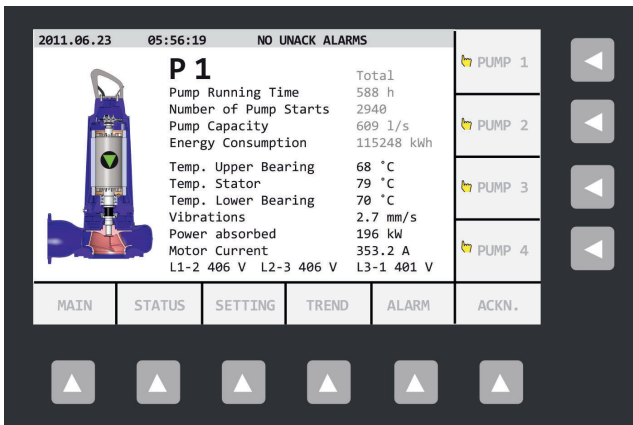 2011.06.23 05:56:19 NO UNACK ALARMS
P 1
Total
Pump Running Time 588 h
Number of Pump Starts 2940
Pump Capacity 609 l/s
Energy Consumption 115248 kWh
Temp. Upper Bearing 68 °C
Temp. Stator 79 °C
Temp. Lower Bearing 70 °C
Vibrations 2.7 mm/s
Power absorbed 196 kW
Motor Current 353.2 A
L1-2 406 V L2-3 406 V L3-1 401 V
PUMP 1
PUMP 2
PUMP 3
PUMP 4
MAIN STATUS SETTING TREND ALARM ACKN.